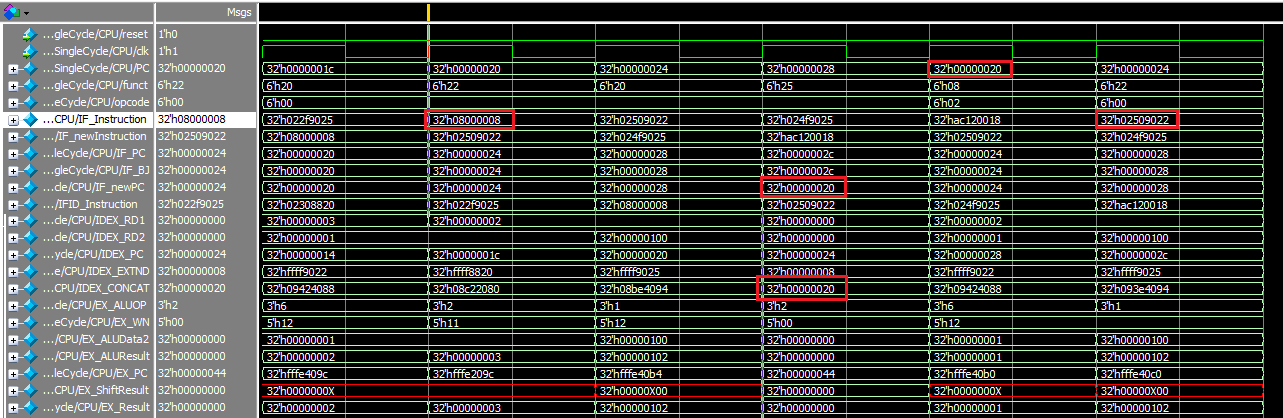 Msgs
...gleCycle/CPU/reset 1'h0
...SingleCycle/CPU/clk 1'h1
...SingleCycle/CPU/PC 32'h00000020 32'h0000001c 32'h00000020 32'h00000024 32'h00000028 32'h00000020 32'h00000024
...gleCycle/CPU/funct 6'h22 6'h20 6'h22 6'h20 6'h25 6'h08 6'h22
...eCycle/CPU/opcode 6'h00 6'h00 6'h02 6'h00
...CPU/IF_Instruction 32'h08000008 32'h022f9025 32'h08000008 32'h02509022 32'h024f9025 32'hac120018 32'h02509022
.../IF_newInstruction 32'h02509022 32'h08000008 32'h02509022 32'h024f9025 32'hac120018 32'h02509022 32'h024f9025
...leCycle/CPU/IF_PC 32'h00000024 32'h00000020 32'h00000024 32'h00000028 32'h0000002c 32'h00000024 32'h00000028
...gleCycle/CPU/IF_BJ 32'h00000024 32'h00000020 32'h00000024 32'h00000028 32'h0000002c 32'h00000024 32'h00000028
...cle/CPU/IF_newPC 32'h00000024 32'h00000020 32'h00000024 32'h00000028 32'h00000020 32'h00000024 32'h00000028
.../IFID_Instruction 32'h022f9025 32'h02308820 32'h022f9025 32'h08000008 32'h02509022 32'h024f9025 32'hac120018
...cle/CPU/IDEX_RD1 32'h00000000 32'h00000003 32'h00000002 32'h00000000 32'h00000002
...cle/CPU/IDEX_RD2 32'h00000000 32'h00000001 32'h00000100 32'h00000000 32'h00000001 32'h00000100
...ycle/CPU/IDEX_PC 32'h00000024 32'h00000014 32'h0000001c 32'h00000020 32'h00000024 32'h00000028 32'h0000002c
...e/CPU/IDEX_EXTND 32'h00000008 32'hffff9022 32'hffff8820 32'hffff9025 32'h00000008 32'hffff9022 32'hffff9025
...CPU/IDEX_CONCAT 32'h00000020 32'h09424088 32'h08c22080 32'h08be4094 32'h00000020 32'h09424088 32'h093e4094
...cle/CPU/EX_ALUOP 3'h2 3'h6 3'h2 3'h1 3'h2 3'h6 3'h1
...eCycle/CPU/EX_WN 5'h00 5'h12 5'h11 5'h12 5'h00 5'h12
.../CPU/EX_ALUData2 32'h00000000 32'h00000001 32'h00000100 32'h00000000 32'h00000001 32'h00000100
.../CPU/EX_ALUResult 32'h00000000 32'h00000002 32'h00000003 32'h00000102 32'h00000000 32'h00000001 32'h00000102
...leCycle/CPU/EX_PC 32'h00000044 32'hfffe409c 32'hfffe209c 32'hfffe40b4 32'h00000044 32'hfffe40b0 32'hfffe40c0
...CPU/EX_ShiftResult 32'h00000000 32'h0000000X 32'h00000X00 32'h00000000 32'h0000000X 32'h00000X00
...ycle/CPU/EX_Result 32'h00000000 32'h00000002 32'h00000003 32'h00000102 32'h00000000 32'h00000001 32'h00000102